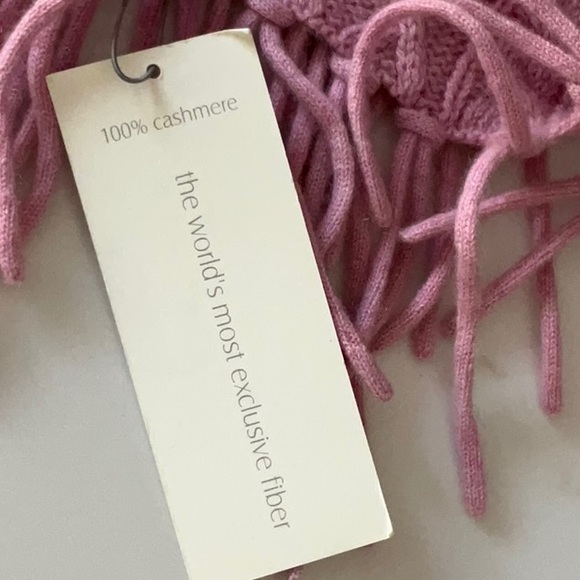 100% cashmere
the world's most exclusive fiber